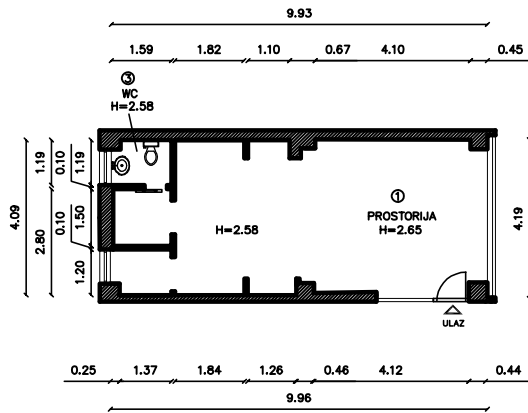 9.93
1.59 1.82 1.10 0.67 4.10 0.45
③
WC
H=2.58
4.09
1.19
2.80
0.10
0.10
1.19
1.50
1.20
①
PROSTORIJA
H=2.65
H=2.58
4.19
ULAZ
0.25 1.37 1.84 1.26 0.46 4.12 0.44
9.96